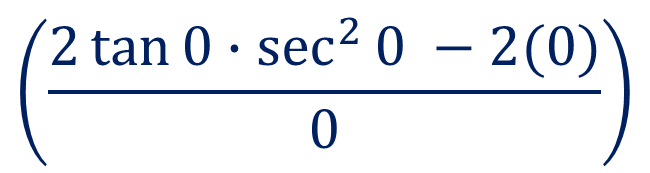 (2 tan 0 · sec² 0 − 2(0))
0